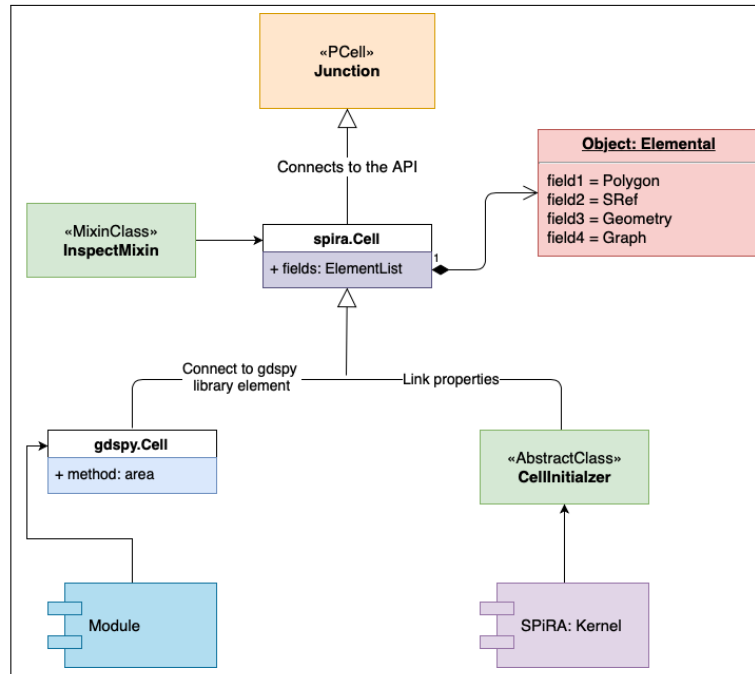 «PCell»
Junction
Connects to the API
Object: Elemental
field1 = Polygon
field2 = SRef
field3 = Geometry
field4 = Graph
«MixinClass»
InspectMixin
spira.Cell
+ fields: ElementList
1
Connect to gdspy
library element
Link properties
gdspy.Cell
+ method: area
«AbstractClass»
CellInitialzer
Module
SPiRA: Kernel